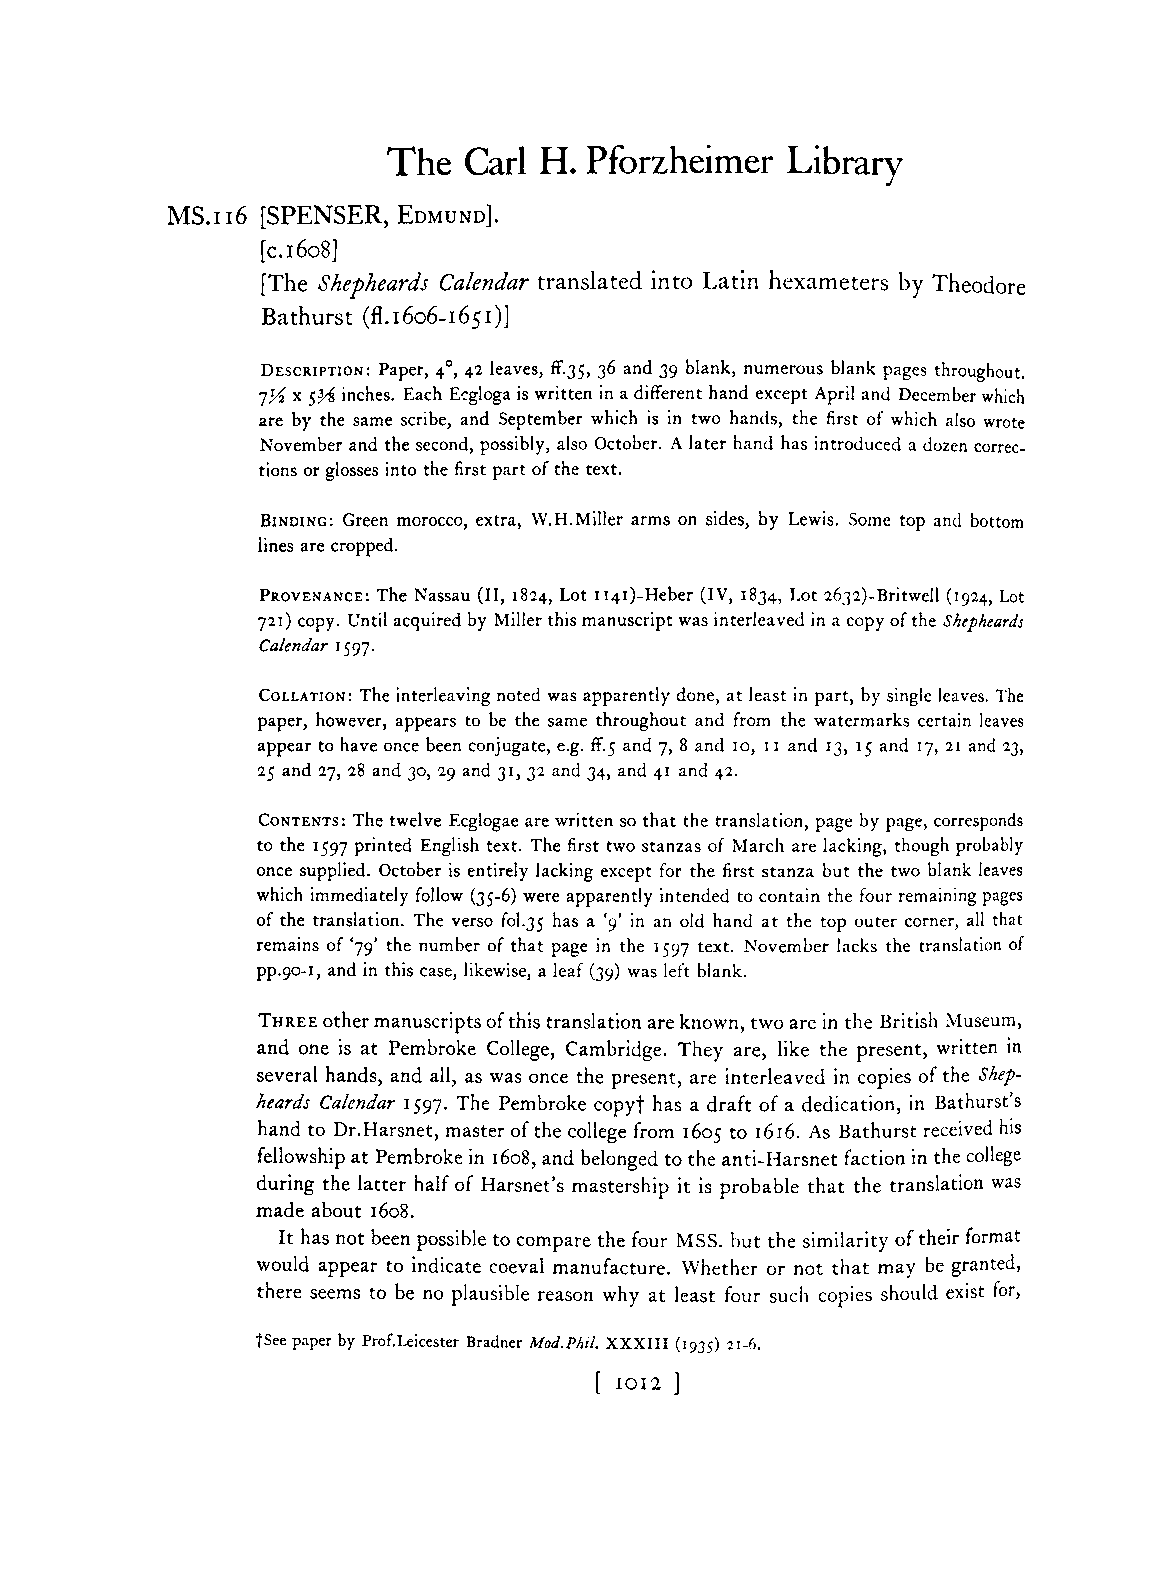 The Carl H. Pforzheimer Library
MS.116 [SPENSER, EDMUND].
[c.1608]
[The Shepheards Calendar translated into Latin hexameters by Theodore
Bathurst (fl.1606-1651)]
DESCRIPTION: Paper, 4°, 42 leaves, ff.35, 36 and 39 blank, numerous blank pages throughout.
inches. Each Ecgloga is written in a different hand except April and December which
are by the same scribe, and September which is in two hands, the first of which also wrote
November and the second, possibly, also October. A later hand has introduced a dozen correc-
tions or glosses into the first part of the text.
BINDING: Green morocco, extra, W.H.Miller arms on sides, by Lewis. Some top and bottom
lines are cropped.
PROVENANCE: The Nassau (II, 1824, Lot 1141)-Heber (IV, 1834, Lot 2632)-Britwell (1924, Lot
721) copy. Until acquired by Miller this manuscript was interleaved in a copy of the Shepheards
Calendar 1597.
COLLATION: The interleaving noted was apparently done, at least in part, by single leaves. The
paper, however, appears to be the same throughout and from the watermarks certain leaves
appear to have once been conjugate, e.g. ff.5 and 7, 8 and 10, 11 and 13, 15 and 17, 21 and 23,
25 and 27, 28 and 30, 29 and 31, 32 and 34, and 41 and 42.
CONTENTS: The twelve Ecglogae are written so that the translation, page by page, corresponds
to the 1597 printed English text. The first two stanzas of March are lacking, though probably
once supplied. October is entirely lacking except for the first stanza but the two blank leaves
which immediately follow (35-6) were apparently intended to contain the four remaining pages
of the translation. The verso fol.35 has a ‘9’ in an old hand at the top outer corner, all that
remains of ‘79’ the number of that page in the 1597 text. November lacks the translation of
pp.90-1, and in this case, likewise, a leaf (39) was left blank.
THREE other manuscripts of this translation are known, two are in the British Museum,
and one is at Pembroke College, Cambridge. They are, like the present, written in
several hands, and all, as was once the present, are interleaved in copies of the Shep-
heards Calendar 1597. The Pembroke copy† has a draft of a dedication, in Bathurst's
hand to Dr.Harsnet, master of the college from 1605 to 1616. As Bathurst received his
fellowship at Pembroke in 1608, and belonged to the anti-Harsnet faction in the college
during the latter half of Harsnet's mastership it is probable that the translation was
made about 1608.
It has not been possible to compare the four MSS. but the similarity of their format
would appear to indicate coeval manufacture. Whether or not that may be granted,
there seems to be no plausible reason why at least four such copies should exist for,
†See paper by Prof.Leicester Bradner Mod.Phil. XXXIII (1935) 21-6.
[ 1012 ]